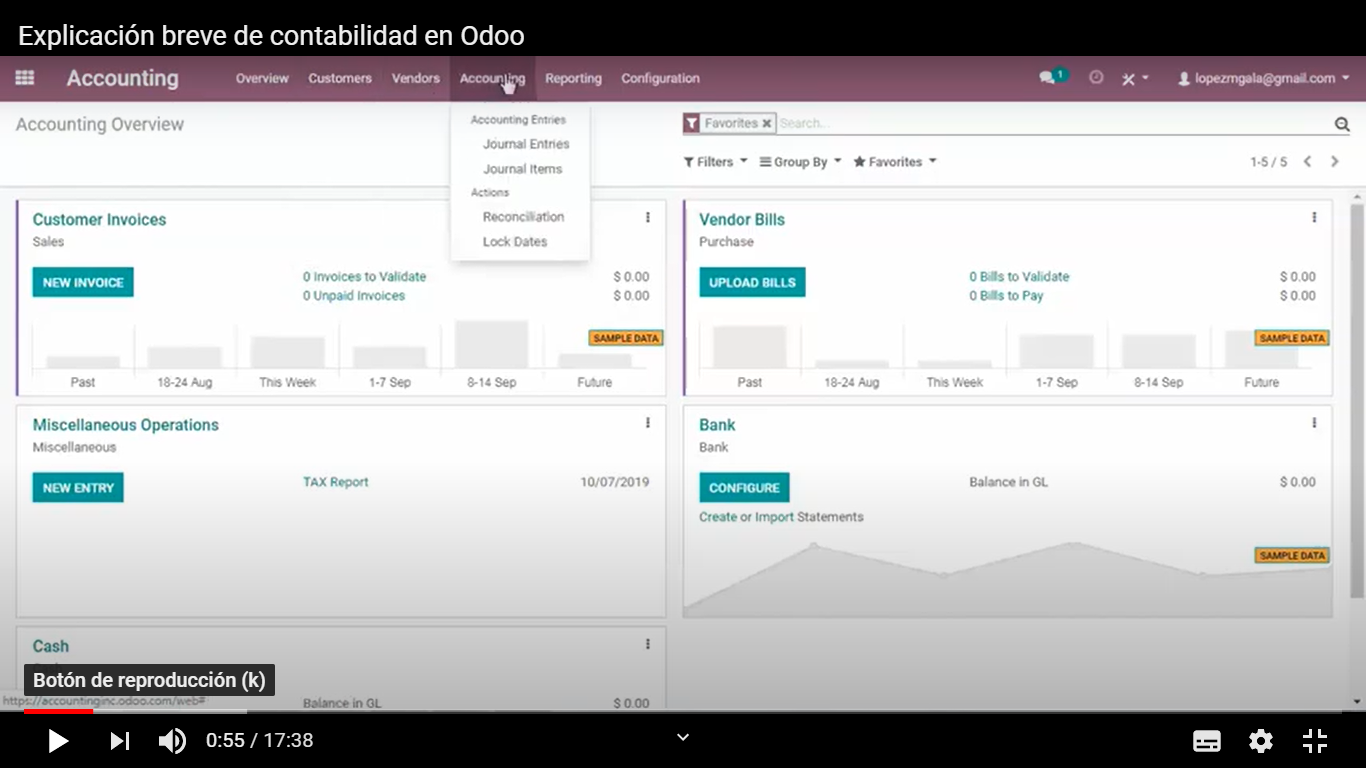 Explicación breve de contabilidad en Odoo
Accounting Overview Customers Vendors Accounting Reporting Configuration 1 lopezmgala@gmail.com
Accounting Overview
Favorites × Search...
Filters Group By Favorites 1-5 / 5
Accounting Entries
Journal Entries
Journal Items
Actions
Reconciliation
Lock Dates
Customer Invoices
Sales
NEW INVOICE
0 Invoices to Validate $ 0.00
0 Unpaid Invoices $ 0.00
SAMPLE DATA
Past 18-24 Aug This Week 1-7 Sep 8-14 Sep Future
Vendor Bills
Purchase
UPLOAD BILLS
0 Bills to Validate $ 0.00
0 Bills to Pay $ 0.00
SAMPLE DATA
Past 18-24 Aug This Week 1-7 Sep 8-14 Sep Future
Miscellaneous Operations
Miscellaneous
NEW ENTRY
TAX Report 10/07/2019
Bank
Bank
CONFIGURE
Balance in GL $ 0.00
Create or Import Statements
SAMPLE DATA
Cash
Botón de reproducción (k)
https://accountinginc.odoo.com/web#
Balance in GL $ 0.00
0:55 / 17:38